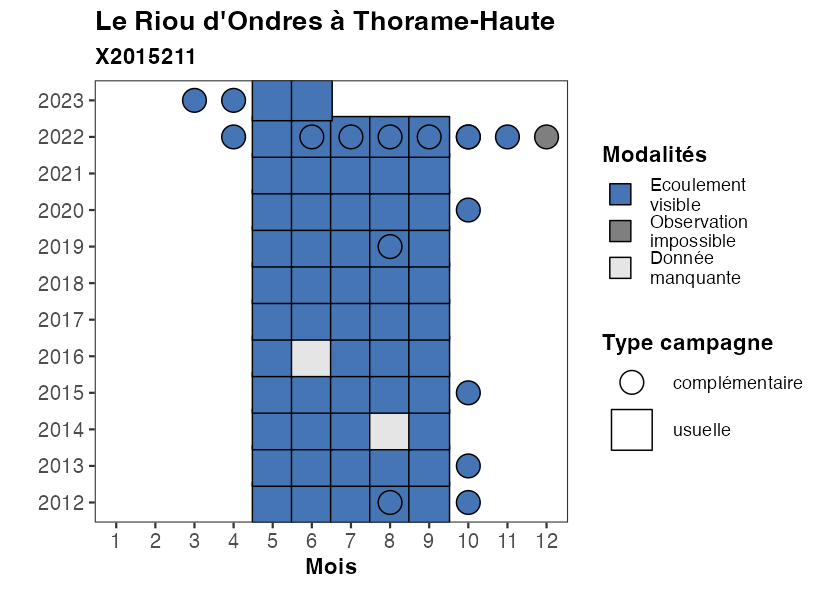 Le Riou d'Ondres à Thorame-Haute
X2015211
2023
2022
2021
2020
2019
2018
2017
2016
2015
2014
2013
2012
1 2 3 4 5 6 7 8 9 10 11 12
Mois
Modalités
Ecoulement
visible
Observation
impossible
Donnée
manquante
Type campagne
complémentaire
usuelle